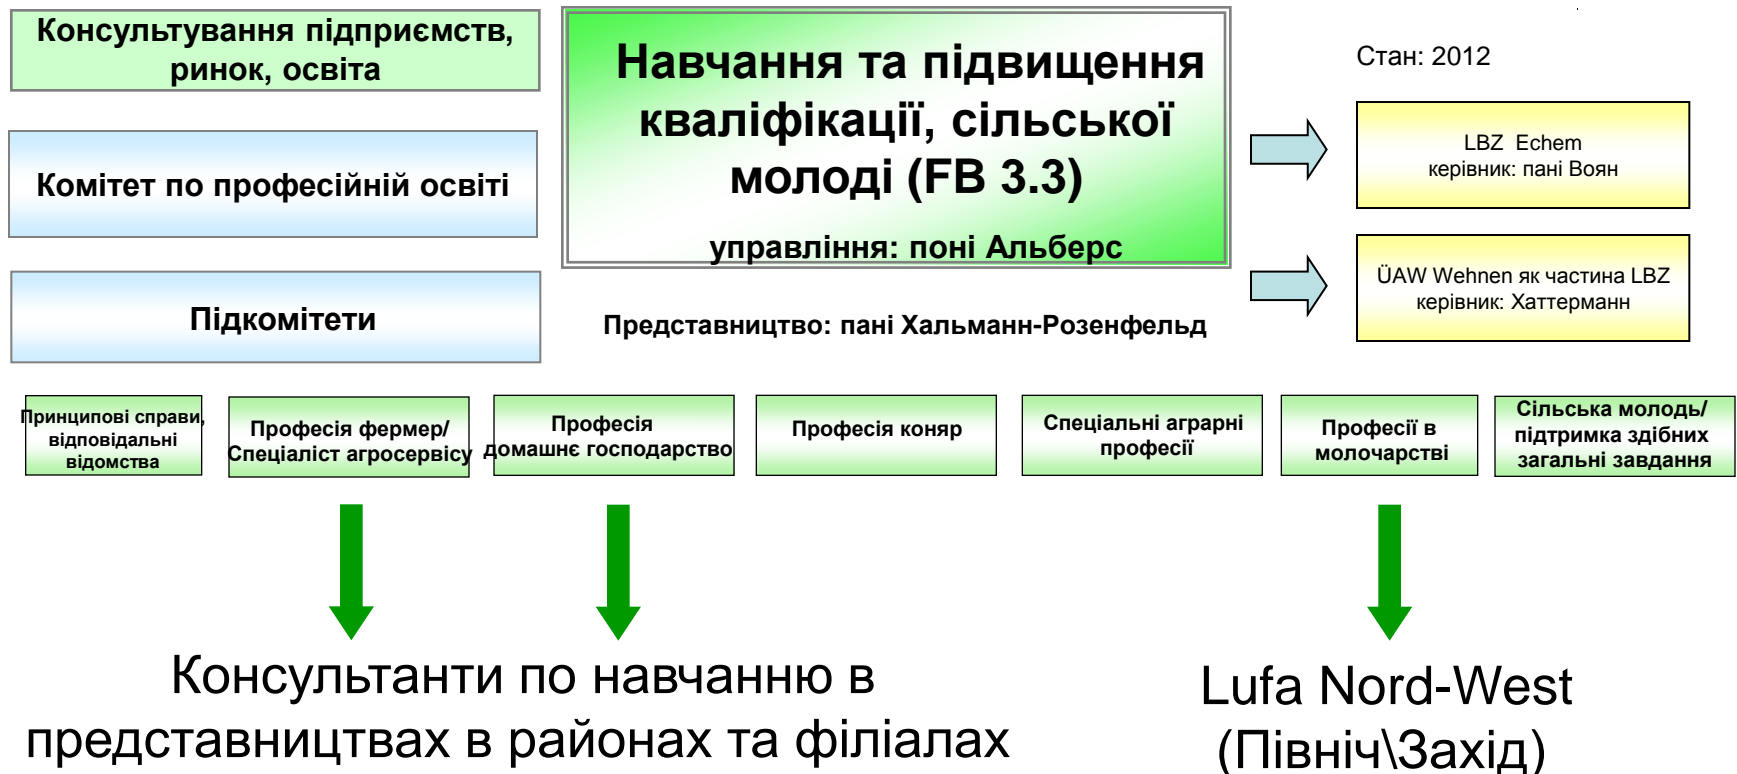 Консультування підприємств,
ринок, освіта
Комітет по професійній освіті
Підкомітети
Навчання та підвищення
кваліфікації, сільської
молоді (FB 3.3)
управління: поні Альберс
Представництво: пані Хальманн-Розенфельд
Стан: 2012
LBZ Echem
керівник: пані Воян
ÜAW Wehnen як частина LBZ
керівник: Хаттерманн
Принципові справи,
відповідальні
відомства
Професія фермер/
Спеціаліст агросервісу
Професія
домашнє господарство
Професія коняр
Спеціальні аграрні
професії
Професії в
молочарстві
Сільська молодь/
підтримка здібних
загальні завдання
Консультанти по навчанню в
представництвах в районах та філіалах
Lufa Nord-West
(Північ\Захід)